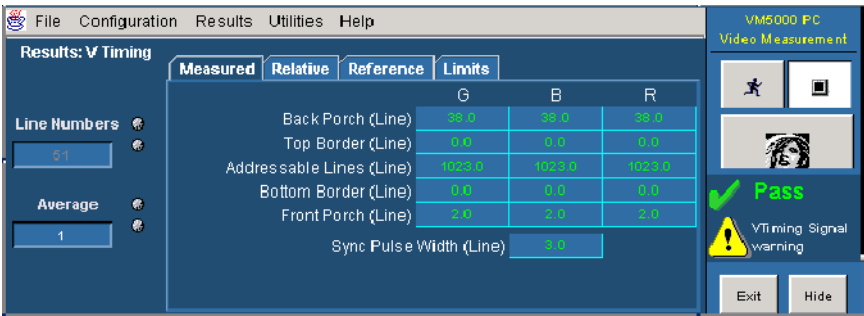 File Configuration Results Utilities Help
VM5000 PC
Video Measurement
Results: V Timing
Measured Relative Reference Limits
G B R
Line Numbers
51
Average
1
Back Porch (Line) 38.0 38.0 38.0
Top Border (Line) 0.0 0.0 0.0
Addressable Lines (Line) 1023.0 1023.0 1023.0
Bottom Border (Line) 0.0 0.0 0.0
Front Porch (Line) 2.0 2.0 2.0
Sync Pulse Width (Line) 3.0
Pass
VTiming Signal
warning
Exit Hide